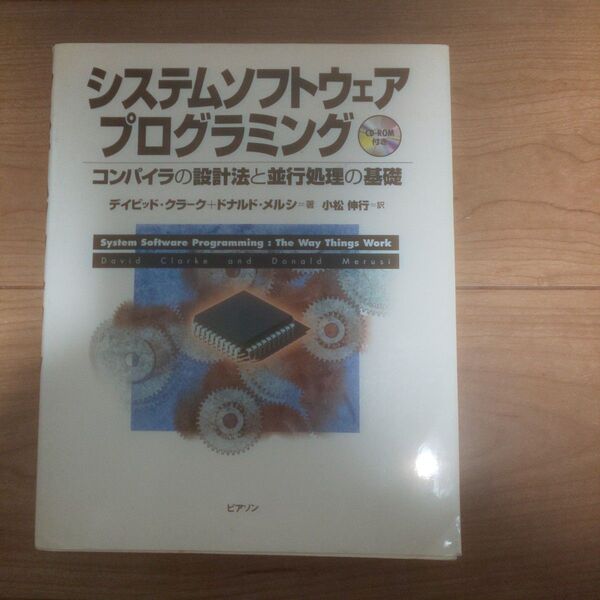 システムソフトウェア
プログラミング
CD-ROM
付き
コンパイラの設計法と並行処理の基礎
デイビッド・クラーク+ドナルド・メルシ=著 小松 伸行=訳
System Software Programming : The Way Things Work
David Clarke and Donald Merusi
ピアソン